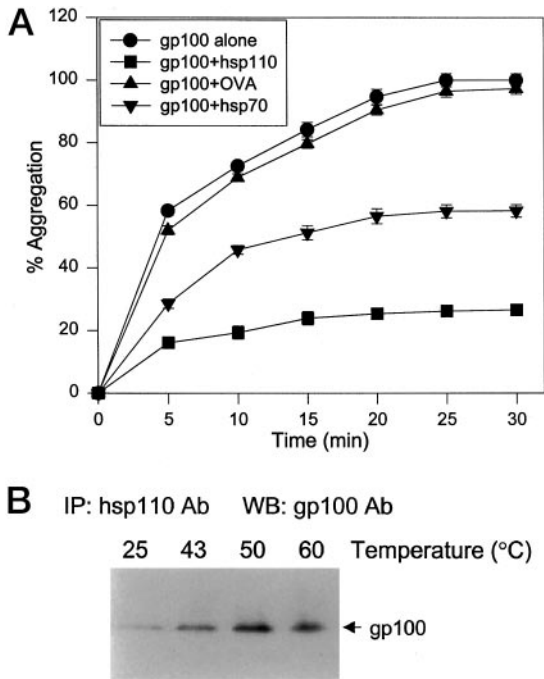 A
gp100 alone
gp100+hsp110
gp100+OVA
gp100+hsp70
120
100
80
60
40
20
0
% Aggregation
0 5 10 15 20 25 30
Time (min)
B IP: hsp110 Ab WB: gp100 Ab
25 43 50 60 Temperature (°C)
gp100